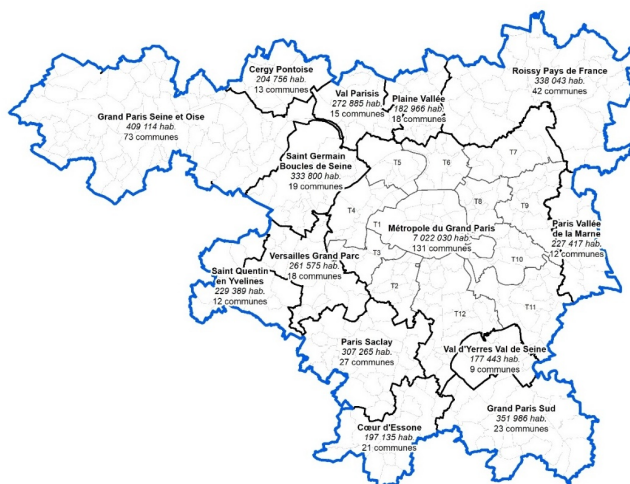 Cergy Pontoise
204 756 hab.
13 communes
Val Parisis
272 885 hab.
15 communes
Plaine Vallée
182 966 hab.
18 communes
Roissy Pays de France
338 043 hab.
42 communes
Grand Paris Seine et Oise
409 114 hab.
73 communes
Saint Germain
Boucles de Seine
333 800 hab.
19 communes
T5
T6
T7
T4
T1
T8
T9
Métropole du Grand Paris
7 022 030 hab.
131 communes
Paris Vallée
de la Marne
227 417 hab.
12 communes
T3
T10
Versailles Grand Parc
261 575 hab.
18 communes
Saint Quentin
en Yvelines
229 389 hab.
12 communes
T2
T12
T11
Paris Saclay
307 265 hab.
27 communes
Val d'Yerres Val de Seine
177 443 hab.
9 communes
Cœur d'Essone
197 135 hab.
21 communes
Grand Paris Sud
351 986 hab.
23 communes